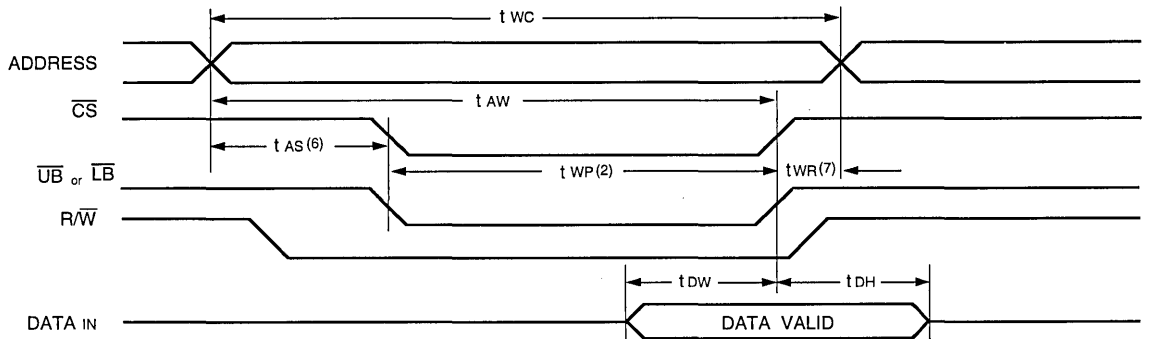 t WC
ADDRESS
t AW
CS
t AS (6)
t WP (2)
t WR (7)
UB or LB
R/W
t DW
t DH
DATA IN
DATA VALID